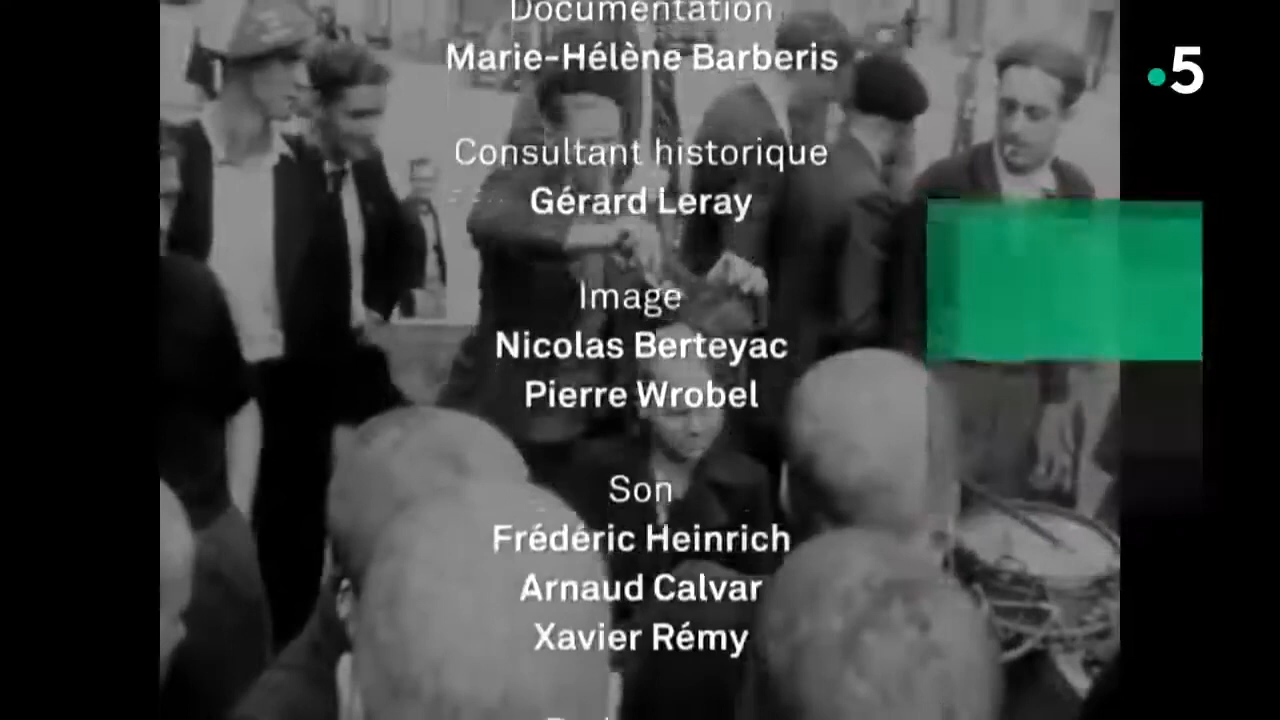 Documentation
Marie-Hélène Barberis
Consultant historique
Gérard Leray
Image
Nicolas Berteyac
Pierre Wrobel
Son
Frédéric Heinrich
Arnaud Calvar
Xavier Rémy
5